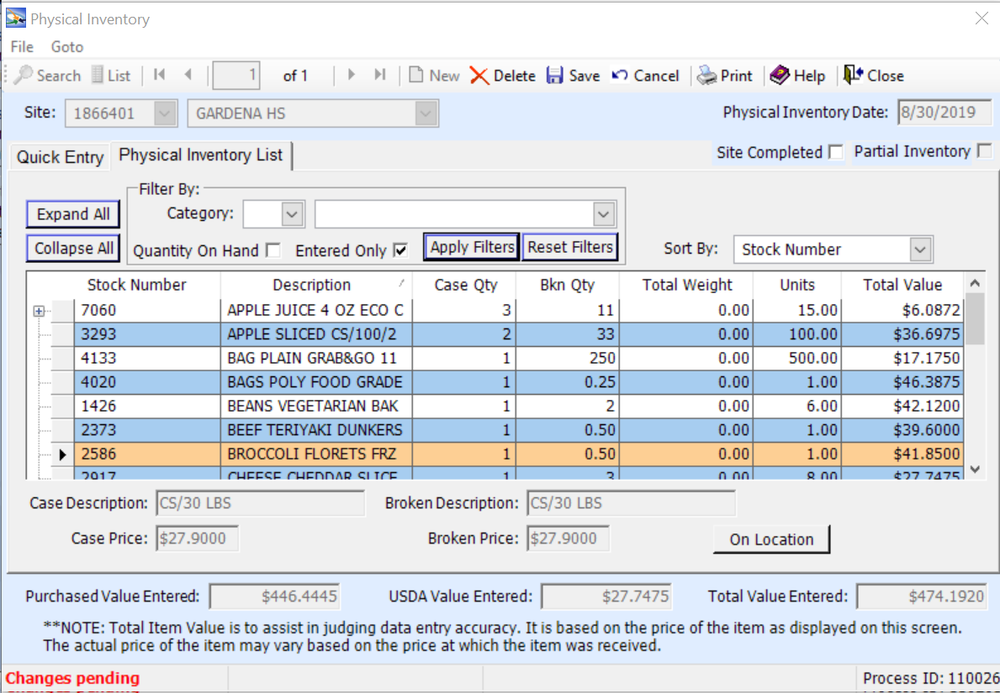 Physical Inventory
File Goto
Search List 1 of 1 New Delete Save Cancel Print Help Close
Site: 1866401 GARDENA HS Physical Inventory Date: 8/30/2019
Quick Entry Physical Inventory List Site Completed Partial Inventory
Filter By:
Expand All Category:
Collapse All Quantity On Hand Entered Only Apply Filters Reset Filters Sort By: Stock Number
Stock Number Description Case Qty Bkn Qty Total Weight Units Total Value
7060 APPLE JUICE 4 OZ ECO C 3 11 0.00 15.00 $6.0872
3293 APPLE SLICED CS/100/2 2 33 0.00 100.00 $36.6975
4133 BAG PLAIN GRAB&GO 11 1 250 0.00 500.00 $17.1750
4020 BAGS POLY FOOD GRADE 1 0.25 0.00 1.00 $46.3875
1426 BEANS VEGETARIAN BAK 1 2 0.00 6.00 $42.1200
2373 BEEF TERIYAKI DUNKERS 1 0.50 0.00 1.00 $39.6000
2586 BROCCOLI FLORETS FRZ 1 0.50 0.00 1.00 $41.8500
2917 CHEESE CHEDDAR SLICE 1 3 0.00 8.00 $27.7475
Case Description: CS/30 LBS Broken Description: CS/30 LBS
Case Price: $27.9000 Broken Price: $27.9000 On Location
Purchased Value Entered: $446.4445 USDA Value Entered: $27.7475 Total Value Entered: $474.1920
**NOTE: Total Item Value is to assist in judging data entry accuracy. It is based on the price of the item as displayed on this screen.
The actual price of the item may vary based on the price at which the item was received.
Changes pending Process ID: 110026